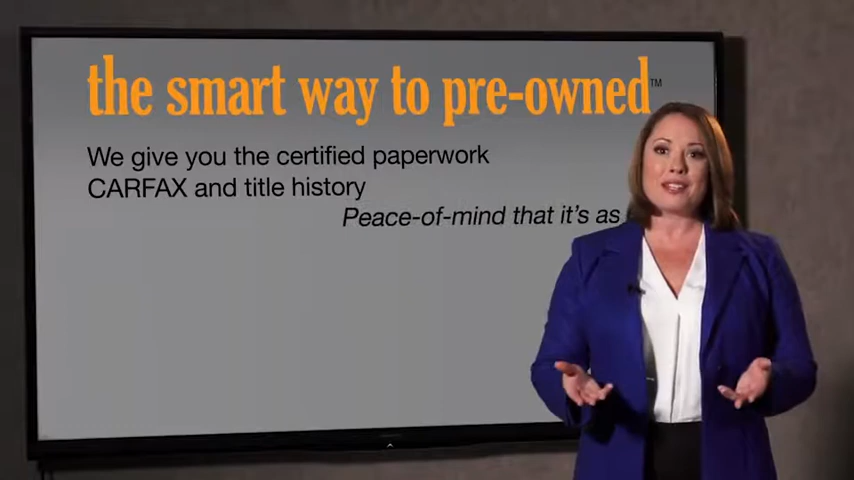 the smart way to pre-owned™
We give you the certified paperwork
CARFAX and title history
Peace-of-mind that it's as